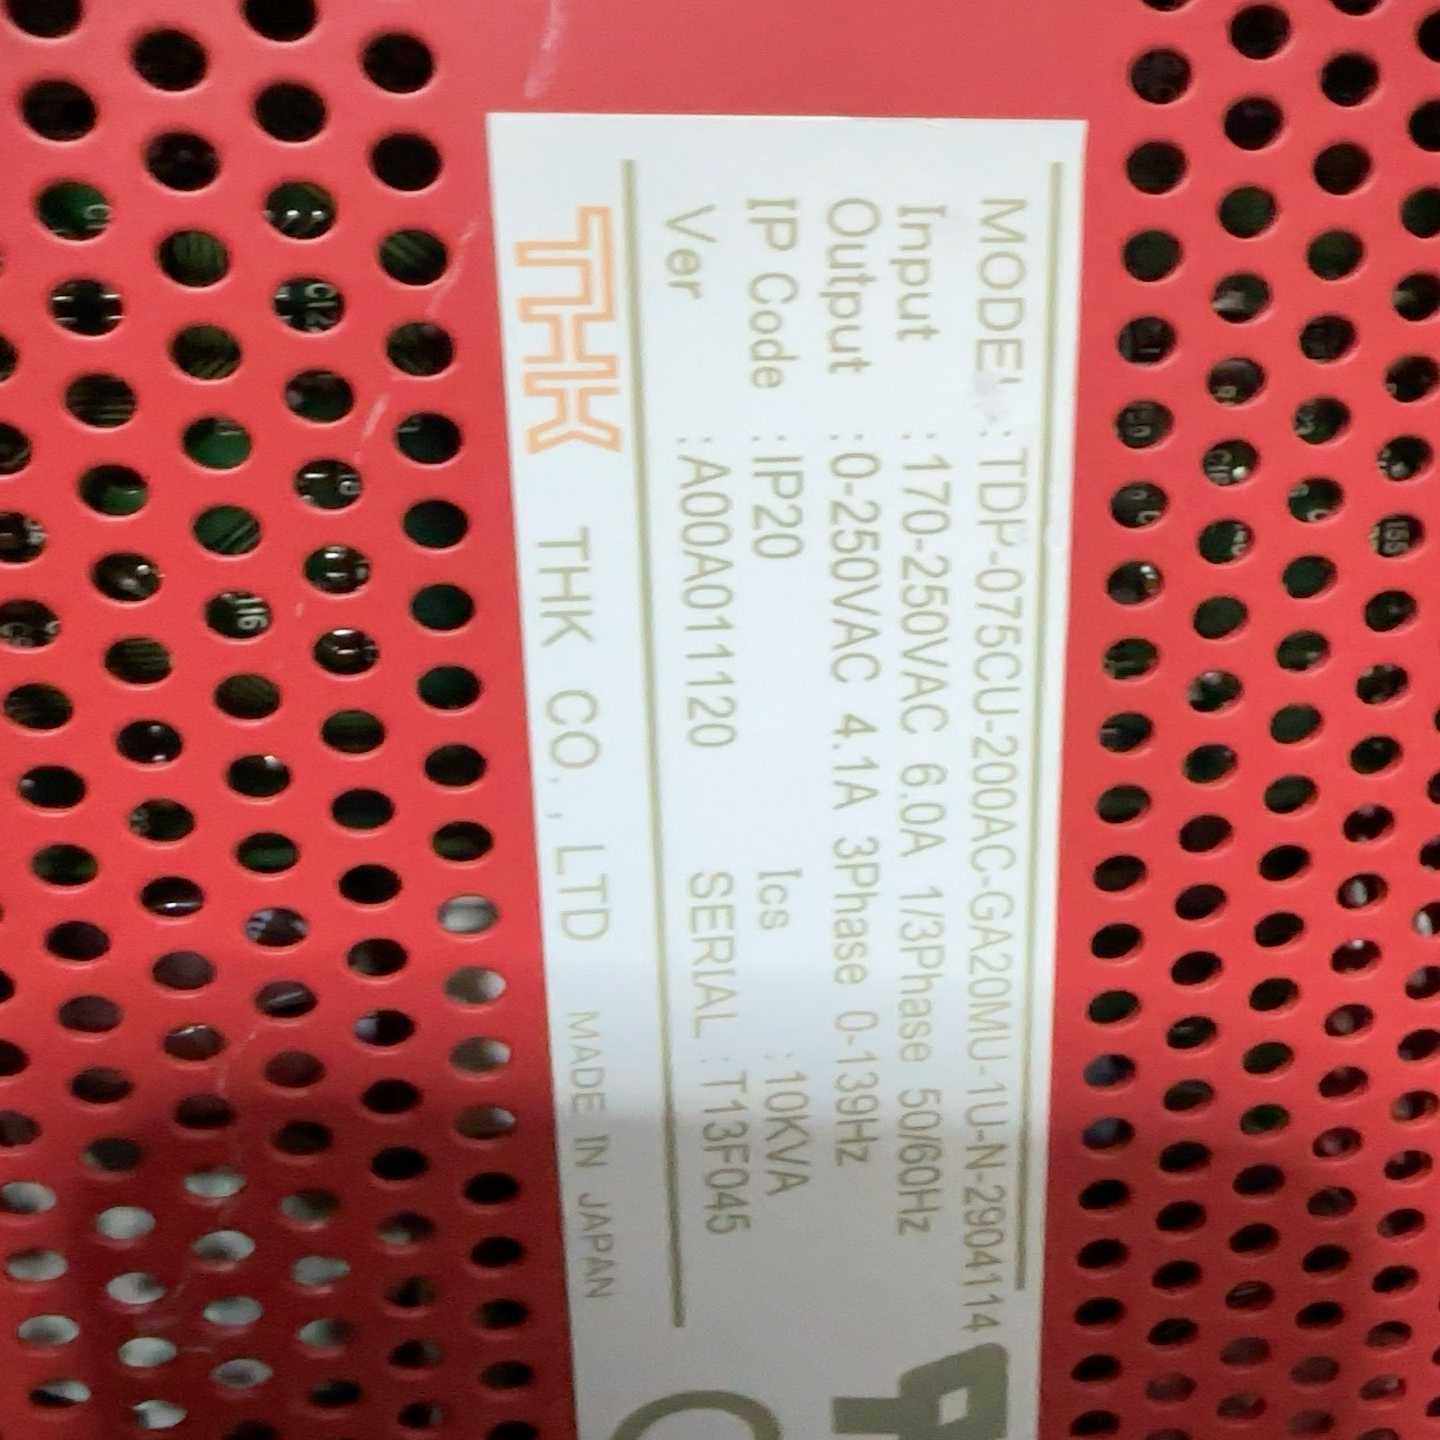 MODEL : TDP-075CU-200AC-GA20MU-1U-N-2904114
Input : 170-250VAC 6.0A 1/3Phase 50/60Hz
Output : 0-250VAC 4.1A 3Phase 0-139Hz
IP Code : IP20 Ics : 10KVA
Ver : A00A01120 SERIAL : T13F045
THK THK CO., LTD MADE IN JAPAN